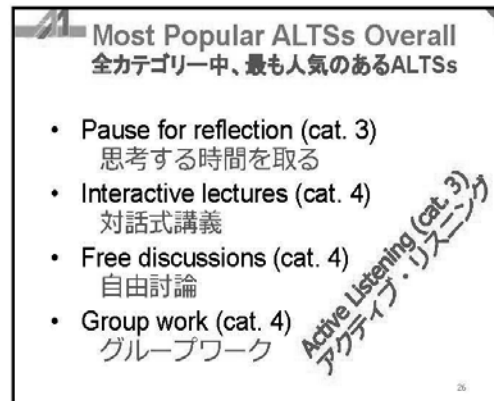 Most Popular ALTSs Overall
全カテゴリー中、最も人気のあるALTSs
• Pause for reflection (cat. 3)
思考する時間を取る
• Interactive lectures (cat. 4)
対話式講義
• Free discussions (cat. 4)
自由討論
• Group work (cat. 4)
グループワーク
Active Listening (cat. 3)
アクティブ・リスニング
26